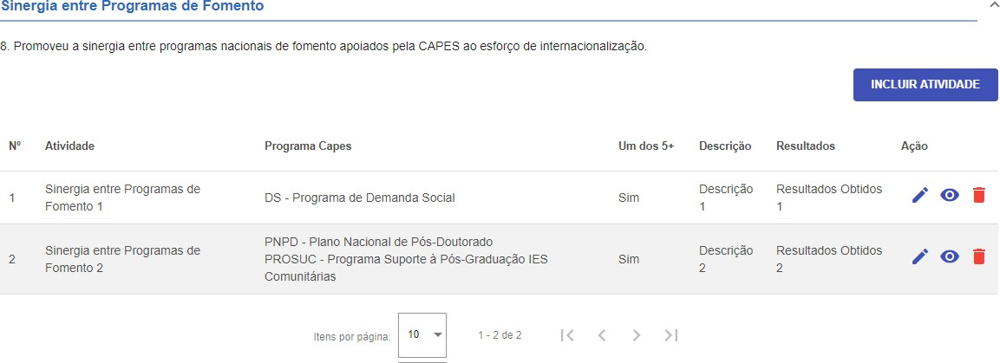 Sinergia entre Programas de Fomento
8. Promoveu a sinergia entre programas nacionais de fomento apoiados pela CAPES ao esforço de internacionalização.
INCLUIR ATIVIDADE
Nº Atividade Programa Capes Um dos 5+ Descrição Resultados Ação
1 Sinergia entre Programas de Fomento 1 DS - Programa de Demanda Social Sim Descrição 1 Resultados Obtidos 1
2 Sinergia entre Programas de Fomento 2 PNPD - Plano Nacional de Pós-Doutorado PROSUC - Programa Suporte à Pós-Graduação IES Comunitárias Sim Descrição 2 Resultados Obtidos 2
Itens por página: 10 1 - 2 de 2